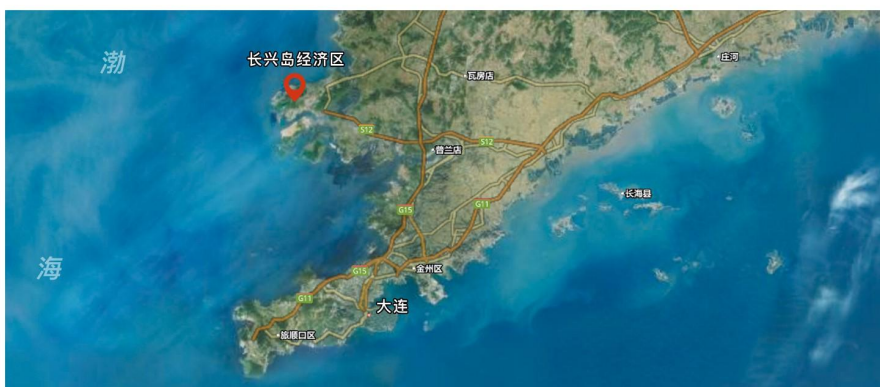 渤
长兴岛经济区
庄河
瓦房店
S12
S12
普兰店
长海县
G15
G11
海
G15
金州区
G11
大连
旅顺口区